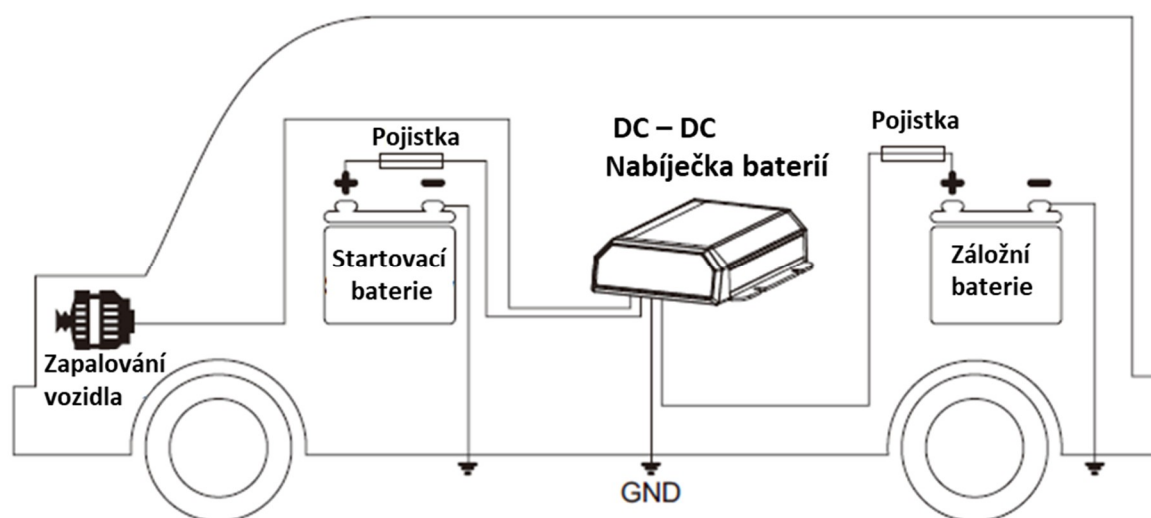 Pojistka
DC – DC
Nabíječka baterií
Pojistka
Startovací
baterie
Záložní
baterie
Zapalování
vozidla
GND